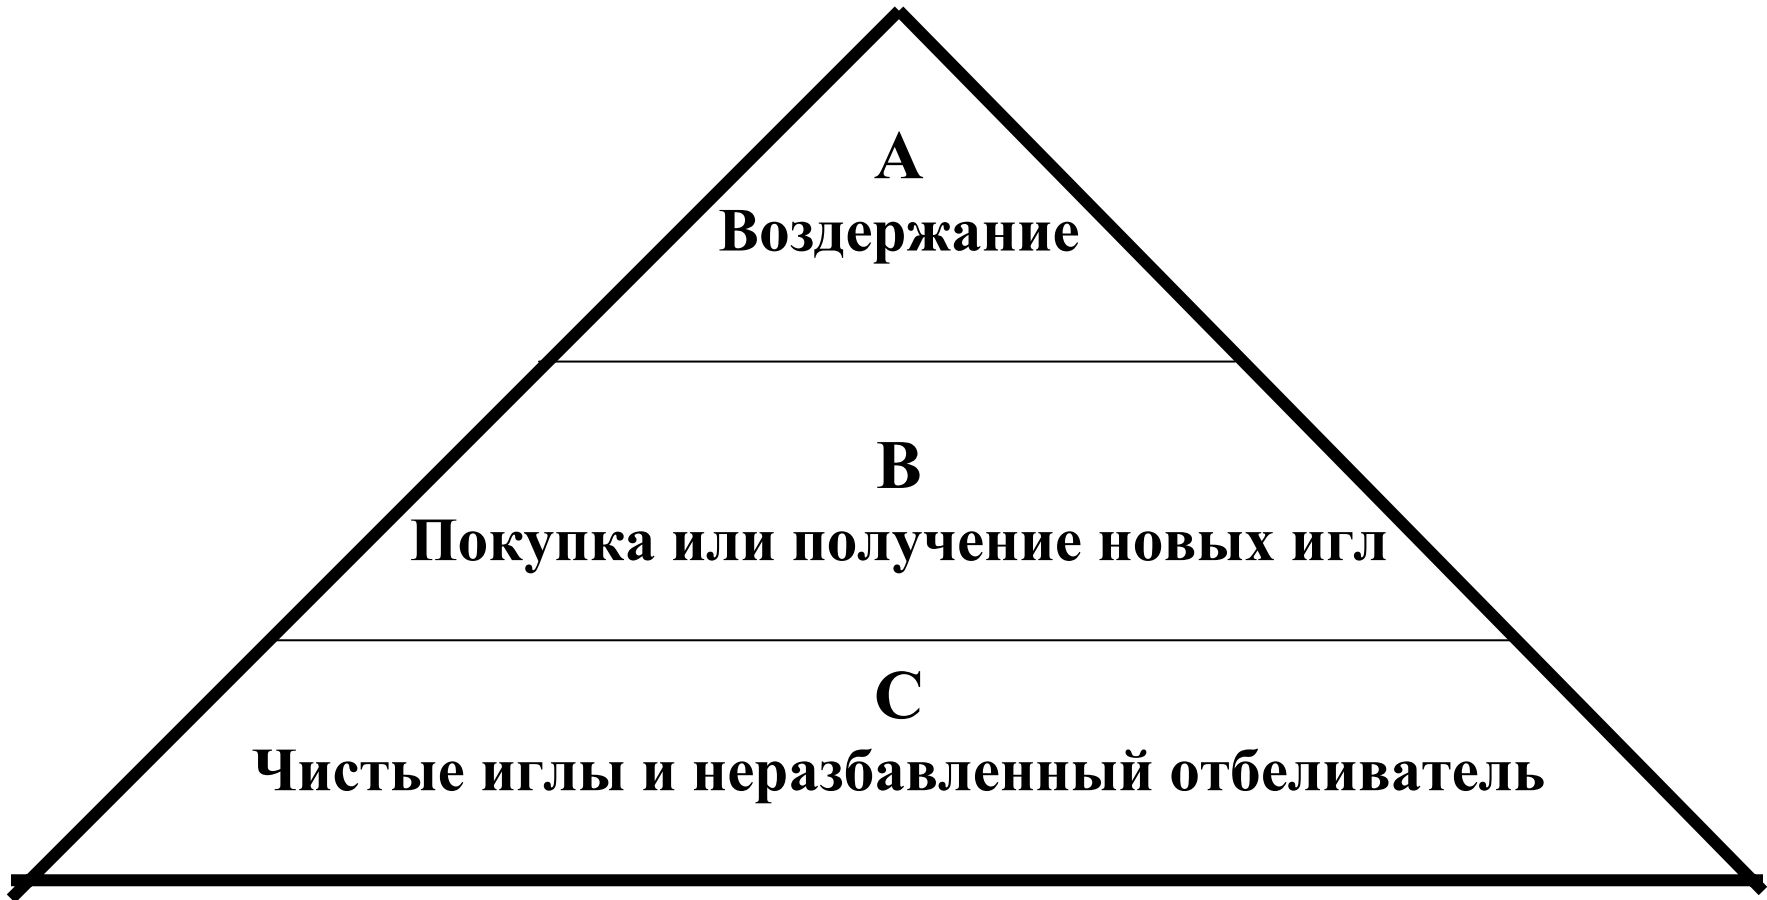 А
Воздержание
В
Покупка или получение новых игл
С
Чистые иглы и неразбавленный отбеливатель